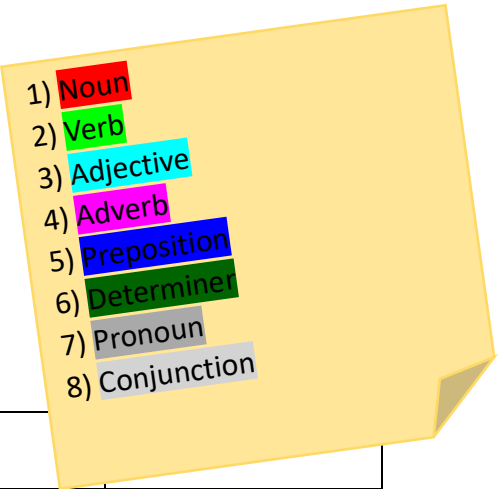 1) Noun
2) Verb
3) Adjective
4) Adverb
5) Preposition
6) Determiner
7) Pronoun
8) Conjunction